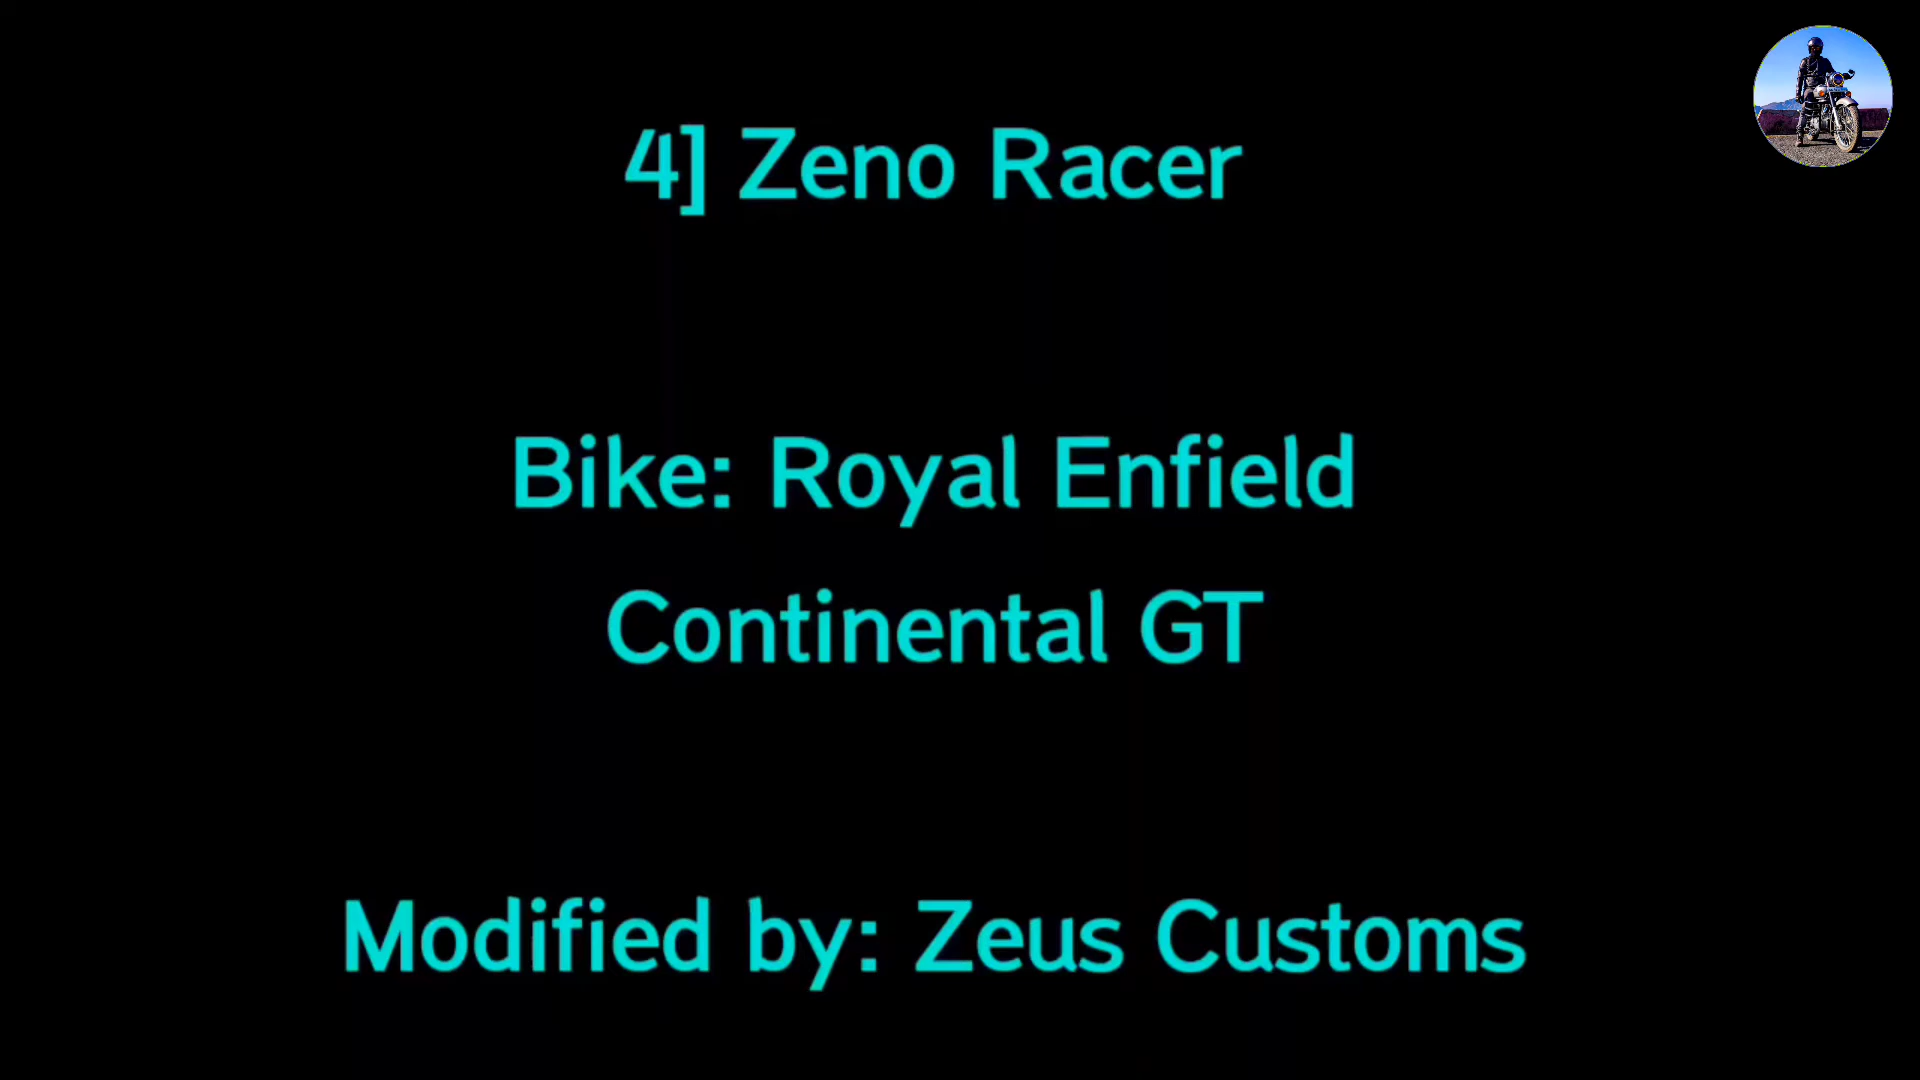 4] Zeno Racer
Bike: Royal Enfield
Continental GT
Modified by: Zeus Customs